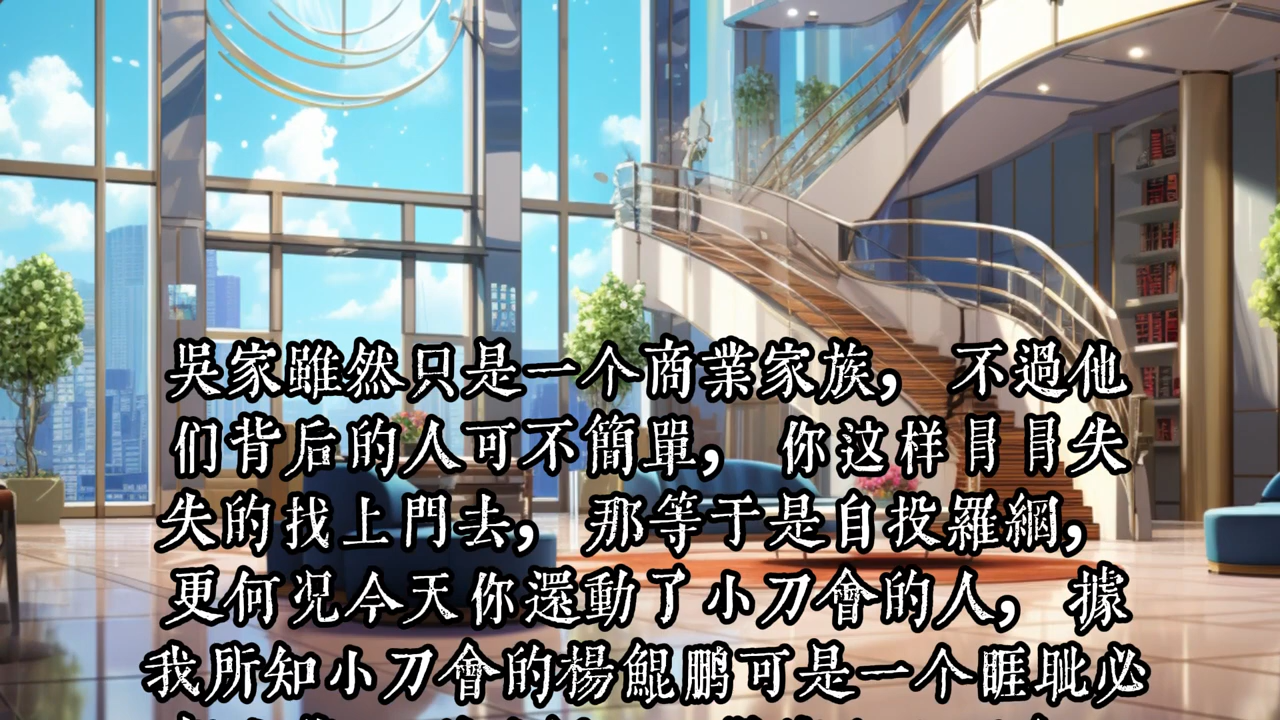 吳家雖然只是一个商業家族， 不過他
们背后的人可不簡單， 你这样冐冐失
失的找上門去， 那等于是自投羅網，
更何况今天你還動了小刀會的人， 據
我所知小刀會的楊鯤鹏可是一个睚眦必